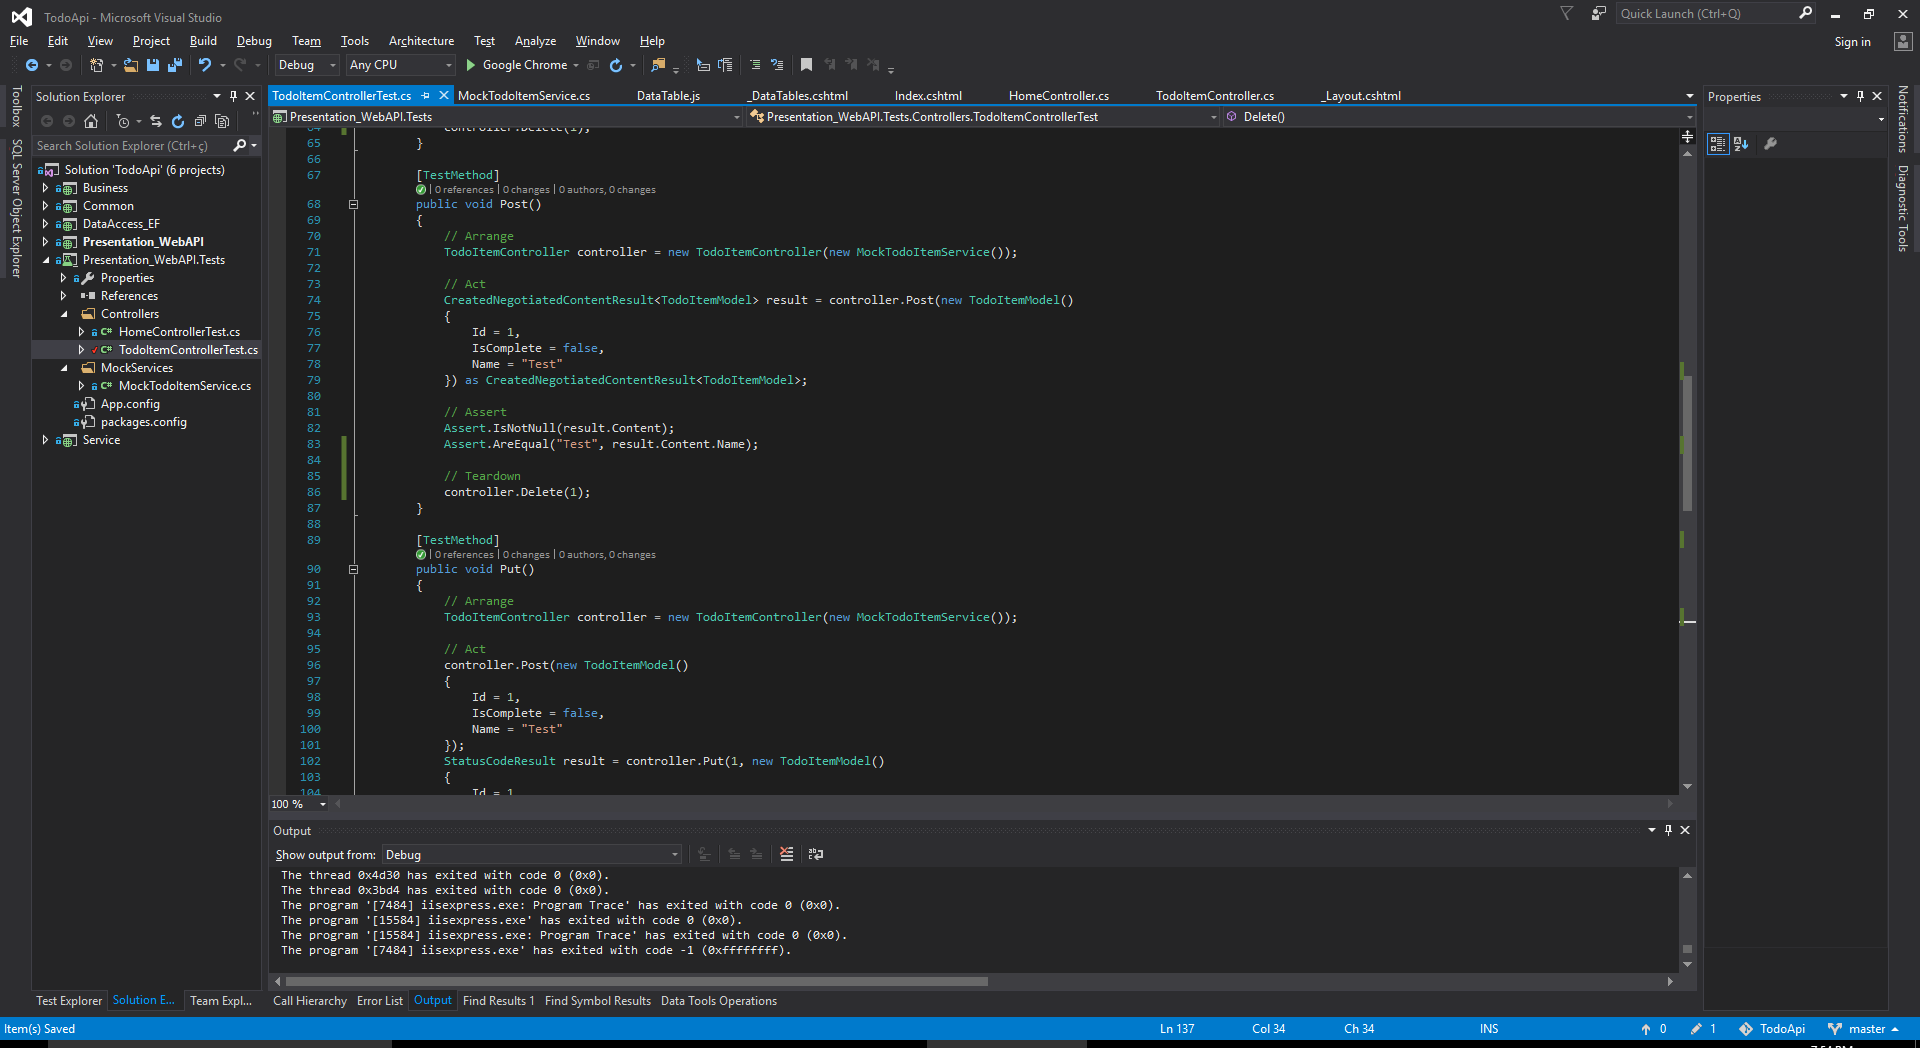 TodoApi - Microsoft Visual Studio
Quick Launch (Ctrl+Q)
File Edit View Project Build Debug Team Tools Test Architecture Analyze Window Help
Sign in
Debug Any CPU Google Chrome
Toolbox
SQL Server Object Explorer
Solution Explorer
Search Solution Explorer (Ctrl+ç)
Solution 'TodoApi' (6 projects)
Business
Common
DataAccess_EF
Presentation_WebAPI
Presentation_WebAPI.Tests
Properties
References
Controllers
HomeControllerTest.cs
TodoItemControllerTest.cs
MockServices
MockTodoItemService.cs
App.config
packages.config
Service
TodoItemControllerTest.cs MockTodoItemService.cs DataTable.js _DataTables.cshtml Index.cshtml HomeController.cs TodoItemController.cs _Layout.cshtml
Presentation_WebAPI.Tests Presentation_WebAPI.Tests.Controllers.TodoItemControllerTest Delete()
64 controller.Delete(1);
65 }
66
67 [TestMethod]
0 references | 0 changes | 0 authors, 0 changes
68 public void Post()
69 {
70 // Arrange
71 TodoItemController controller = new TodoItemController(new MockTodoItemService());
72
73 // Act
74 CreatedNegotiatedContentResult<TodoItemModel> result = controller.Post(new TodoItemModel()
75 {
76 Id = 1,
77 IsComplete = false,
78 Name = "Test"
79 }) as CreatedNegotiatedContentResult<TodoItemModel>;
80
81 // Assert
82 Assert.IsNotNull(result.Content);
83 Assert.AreEqual("Test", result.Content.Name);
84
85 // Teardown
86 controller.Delete(1);
87 }
88
89 [TestMethod]
0 references | 0 changes | 0 authors, 0 changes
90 public void Put()
91 {
92 // Arrange
93 TodoItemController controller = new TodoItemController(new MockTodoItemService());
94
95 // Act
96 controller.Post(new TodoItemModel()
97 {
98 Id = 1,
99 IsComplete = false,
100 Name = "Test"
101 });
102 StatusCodeResult result = controller.Put(1, new TodoItemModel()
103 {
104 Id = 1
100 %
Output
Show output from: Debug
The thread 0x4d30 has exited with code 0 (0x0).
The thread 0x3bd4 has exited with code 0 (0x0).
The program '[7484] iisexpress.exe: Program Trace' has exited with code 0 (0x0).
The program '[15584] iisexpress.exe' has exited with code 0 (0x0).
The program '[15584] iisexpress.exe: Program Trace' has exited with code 0 (0x0).
The program '[7484] iisexpress.exe' has exited with code -1 (0xffffffff).
Properties
Notifications
Diagnostic Tools
Test Explorer Solution E... Team Expl... Call Hierarchy Error List Output Find Results 1 Find Symbol Results Data Tools Operations
Item(s) Saved Ln 137 Col 34 Ch 34 INS 0 1 TodoApi master